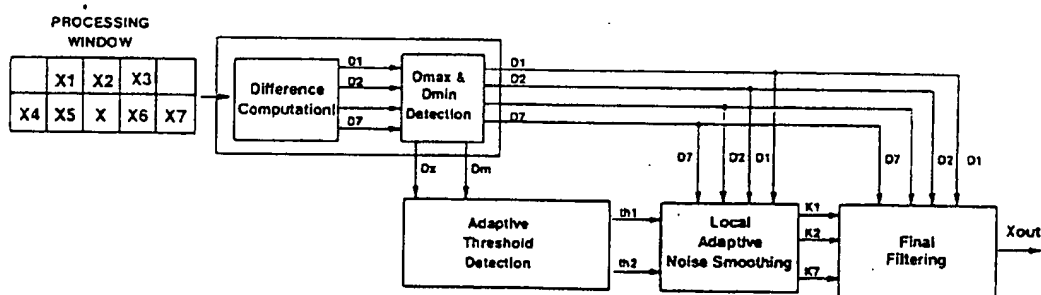 PROCESSING
WINDOW
X1 X2 X3
X4 X5 X X6 X7
Difference
Computation
D1
D2
D7
Dmax &
Dmin
Detection
D1
D2
D7
Dz
Dm
D7
D2
D1
D7
D2
D1
Adaptive
Threshold
Detection
th1
th2
Local
Adaptive
Noise Smoothing
K1
K2
K7
Final
Filtering
Xout